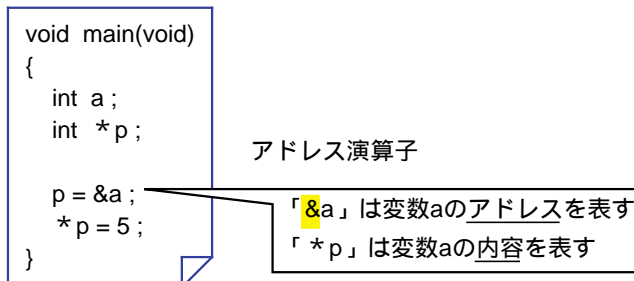 void main(void)
{
int a ;
int ＊p ;
アドレス演算子
p = &a ;
＊p = 5 ;
}
「&a」は変数aのアドレスを表す
「＊p」は変数aの内容を表す